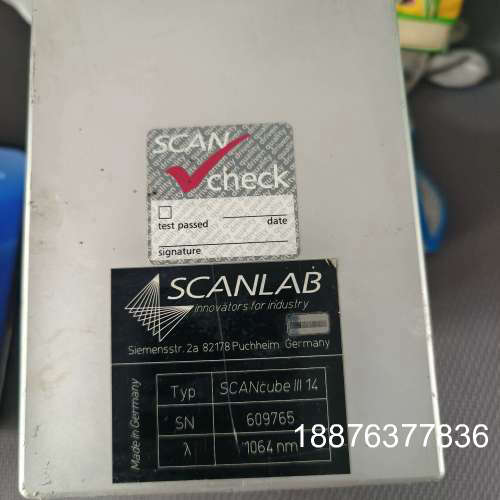 SCAN
check
test passed
date
signature
SCANLAB
innovators for industry
Siemensstr. 2a 82178 Puchheim Germany
Made in Germany
Typ SCANcube III 14
SN 609765
λ 1064 nm
18876377836